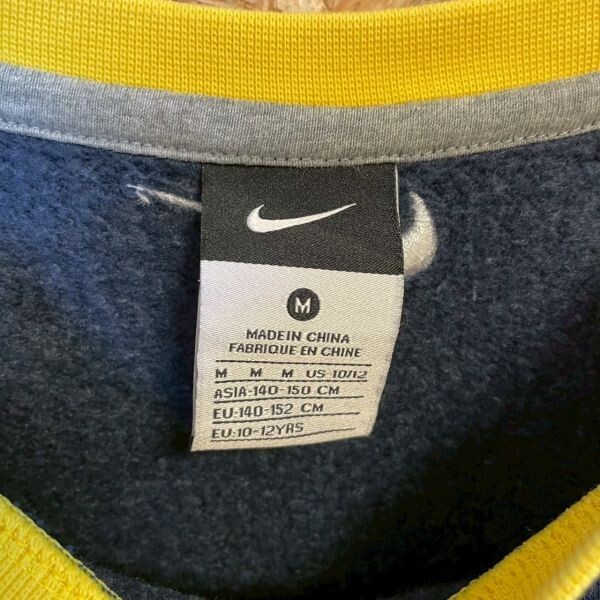 M
MADE IN CHINA
FABRIQUE EN CHINE
M M M US-10/12
ASIA:140-150 CM
EU:140-152 CM
EU:10-12YRS